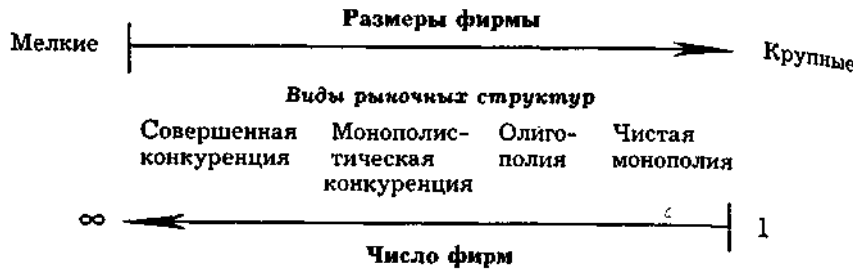 Размеры фирмы
Мелкие
Крупные
Виды рыночных структур
Совершенная конкуренция
Монополис-
тическая
конкуренция
Олиго-
полия
Чистая
монополия
∞
1
Число фирм